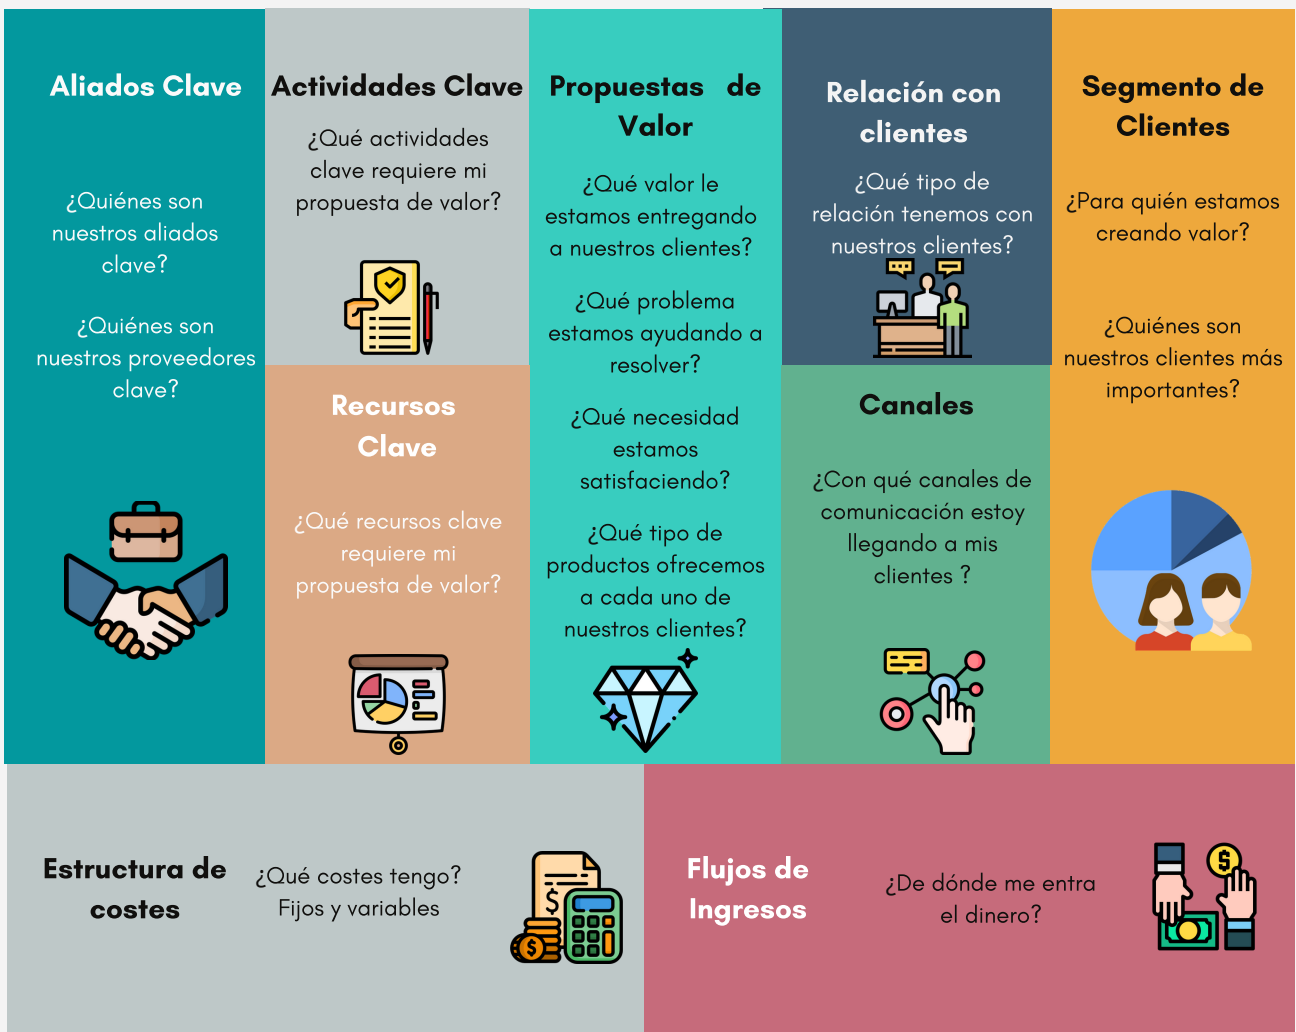 Aliados Clave
¿Quiénes son
nuestros aliados
clave?
¿Quiénes son
nuestros proveedores
clave?
Actividades Clave
¿Qué actividades
clave requiere mi
propuesta de valor?
Recursos
Clave
¿Qué recursos clave
requiere mi
propuesta de valor?
Propuestas de
Valor
¿Qué valor le
estamos entregando
a nuestros clientes?
¿Qué problema
estamos ayudando a
resolver?
¿Qué necesidad
estamos
satisfaciendo?
¿Qué tipo de
productos ofrecemos
a cada uno de
nuestros clientes?
Relación con
clientes
¿Qué tipo de
relación tenemos con
nuestros clientes?
Canales
¿Con qué canales de
comunicación estoy
llegando a mis
clientes ?
Segmento de
Clientes
¿Para quién estamos
creando valor?
¿Quiénes son
nuestros clientes más
importantes?
Estructura de
costes
¿Qué costes tengo?
Fijos y variables
$
$
Flujos de
Ingresos
¿De dónde me entra
el dinero?
$